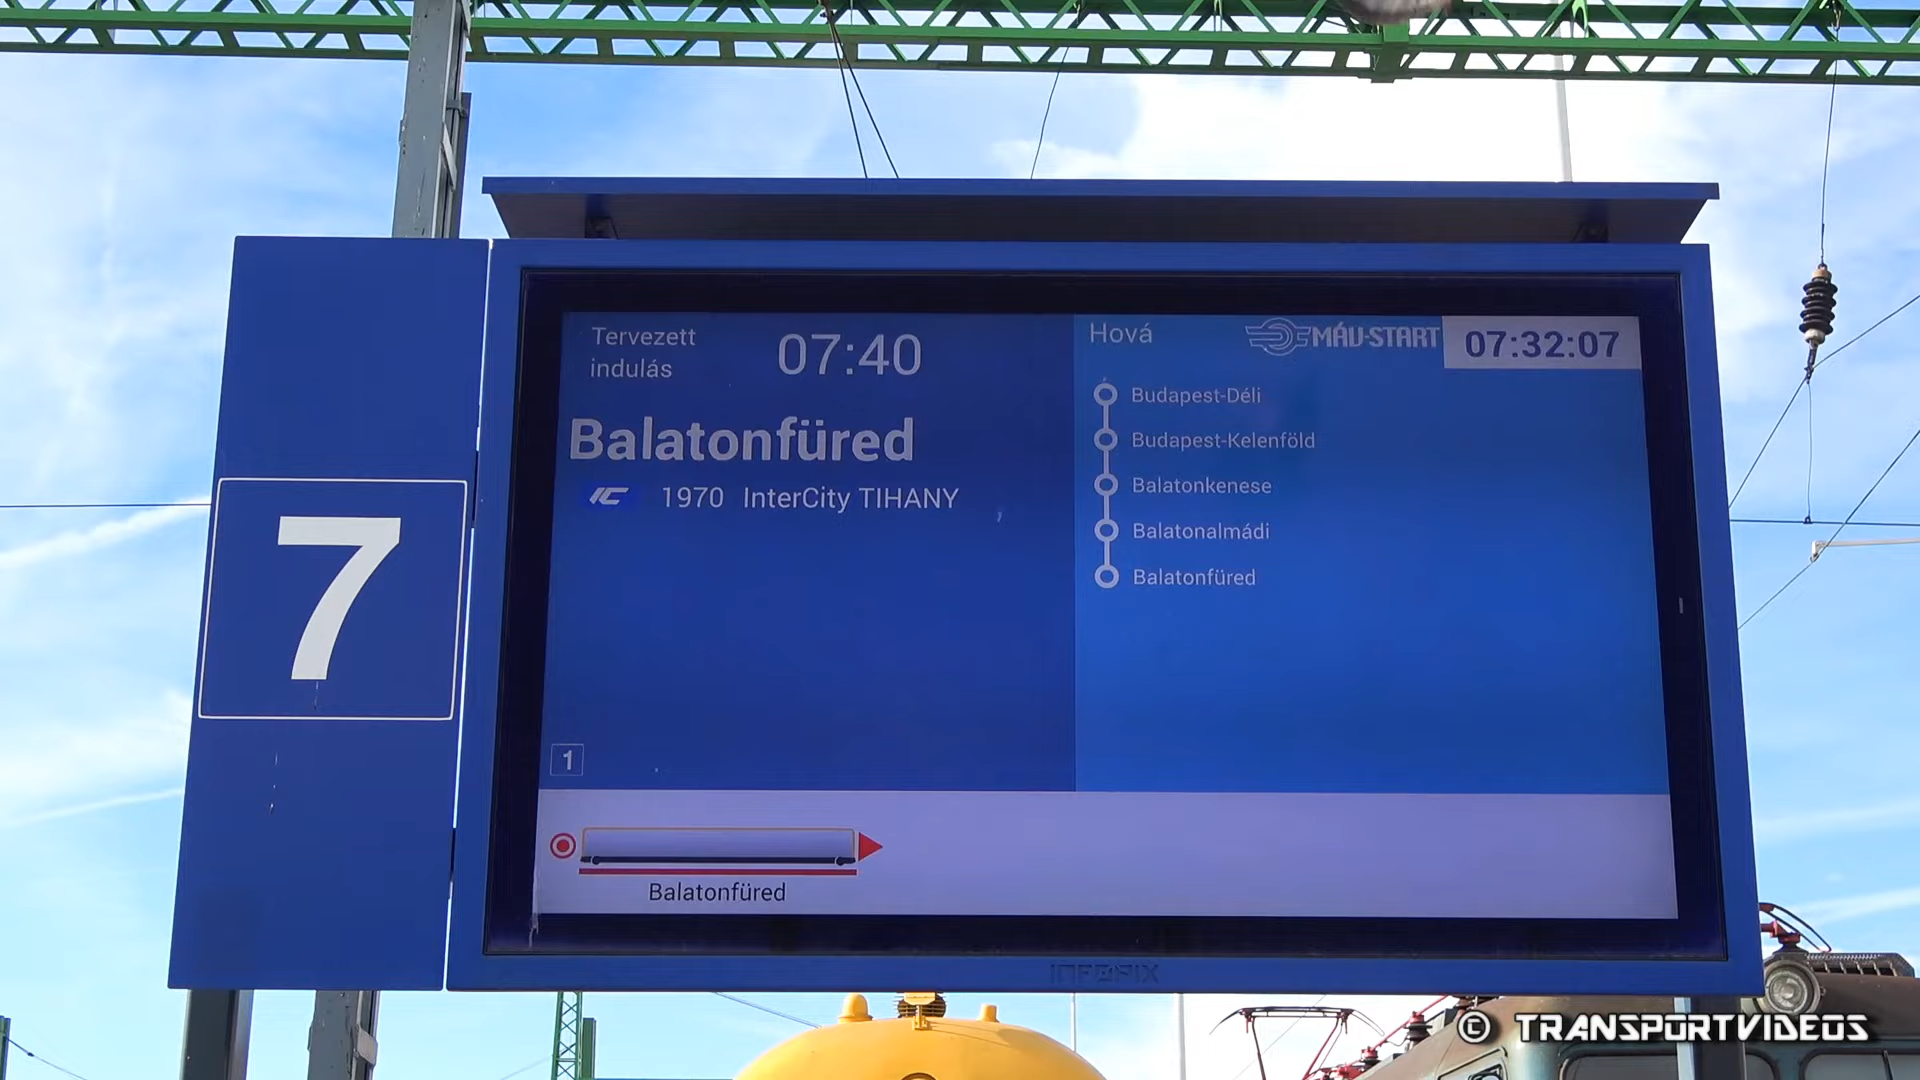 7
Tervezett
indulás
07:40
Balatonfüred
IC 1970 InterCity TIHANY
1
Hová
MÁV-START
07:32:07
Budapest-Déli
Budapest-Kelenföld
Balatonkenese
Balatonalmádi
Balatonfüred
Balatonfüred
INFOPIX
© TRANSPORTVIDEOS